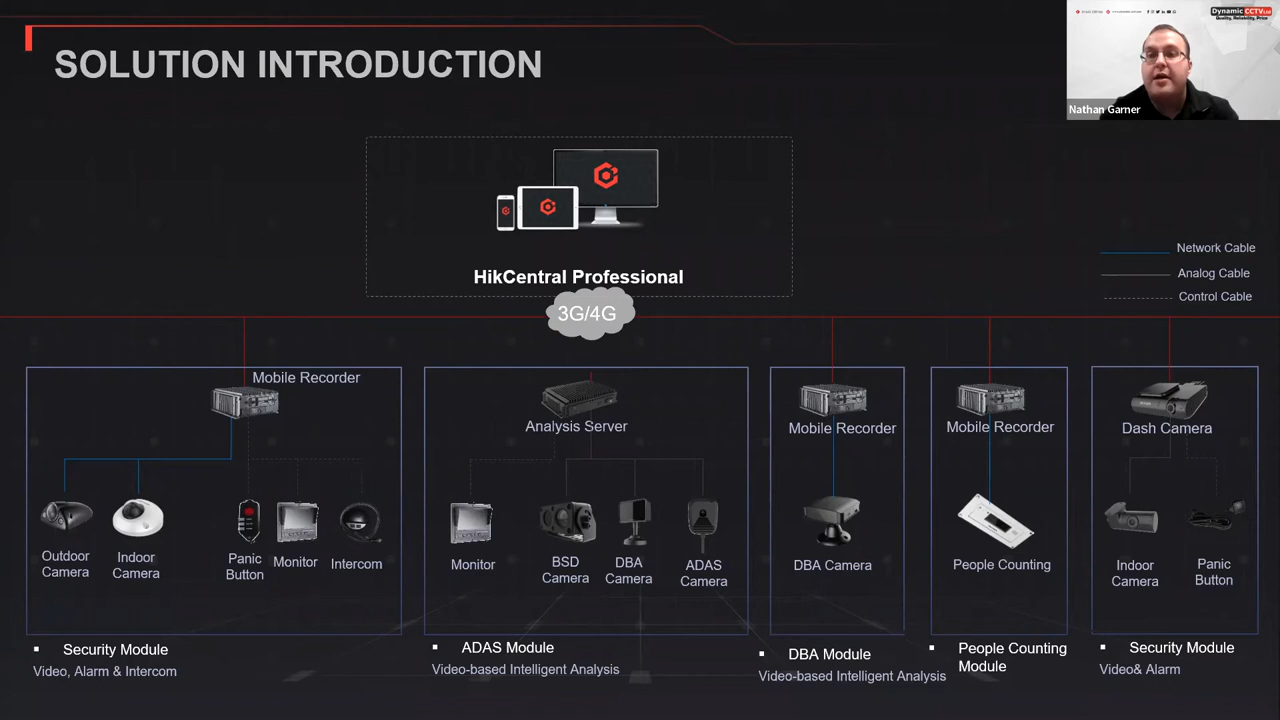 SOLUTION INTRODUCTION
Dynamic CCTV Ltd
Quality, Reliability, Price
Nathan Garner
HikCentral Professional
3G/4G
Network Cable
Analog Cable
Control Cable
Mobile Recorder
Outdoor
Camera
Indoor
Camera
Panic
Button
Monitor
Intercom
Security Module
Video, Alarm & Intercom
Analysis Server
Monitor
BSD
Camera
DBA
Camera
ADAS
Camera
ADAS Module
Video-based Intelligent Analysis
Mobile Recorder
DBA Camera
DBA Module
Video-based Intelligent Analysis
Mobile Recorder
People Counting
People Counting
Module
Dash Camera
Indoor
Camera
Panic
Button
Security Module
Video& Alarm